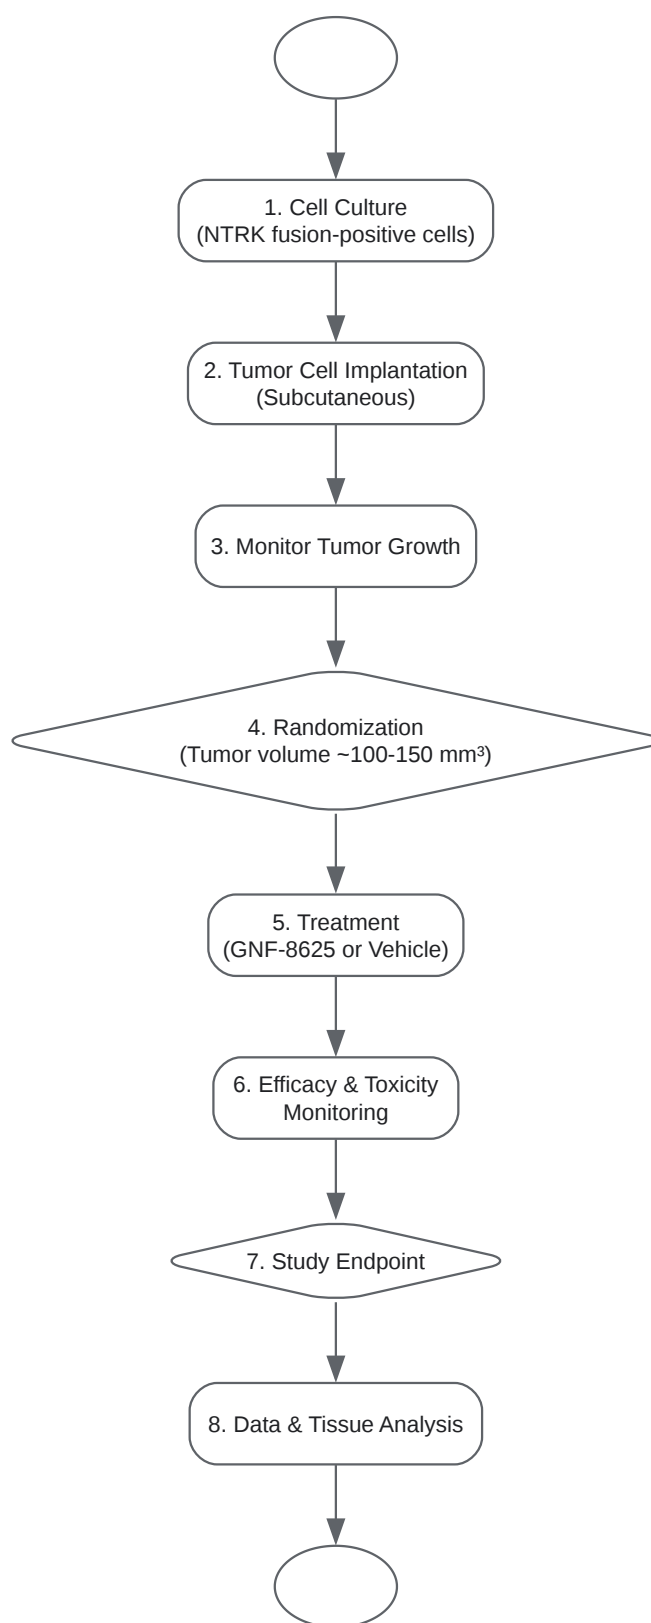 1. Cell Culture
(NTRK fusion-positive cells)
2. Tumor Cell Implantation
(Subcutaneous)
3. Monitor Tumor Growth
4. Randomization
(Tumor volume ~100-150 mm³)
5. Treatment
(GNF-8625 or Vehicle)
6. Efficacy & Toxicity
Monitoring
7. Study Endpoint
8. Data & Tissue Analysis